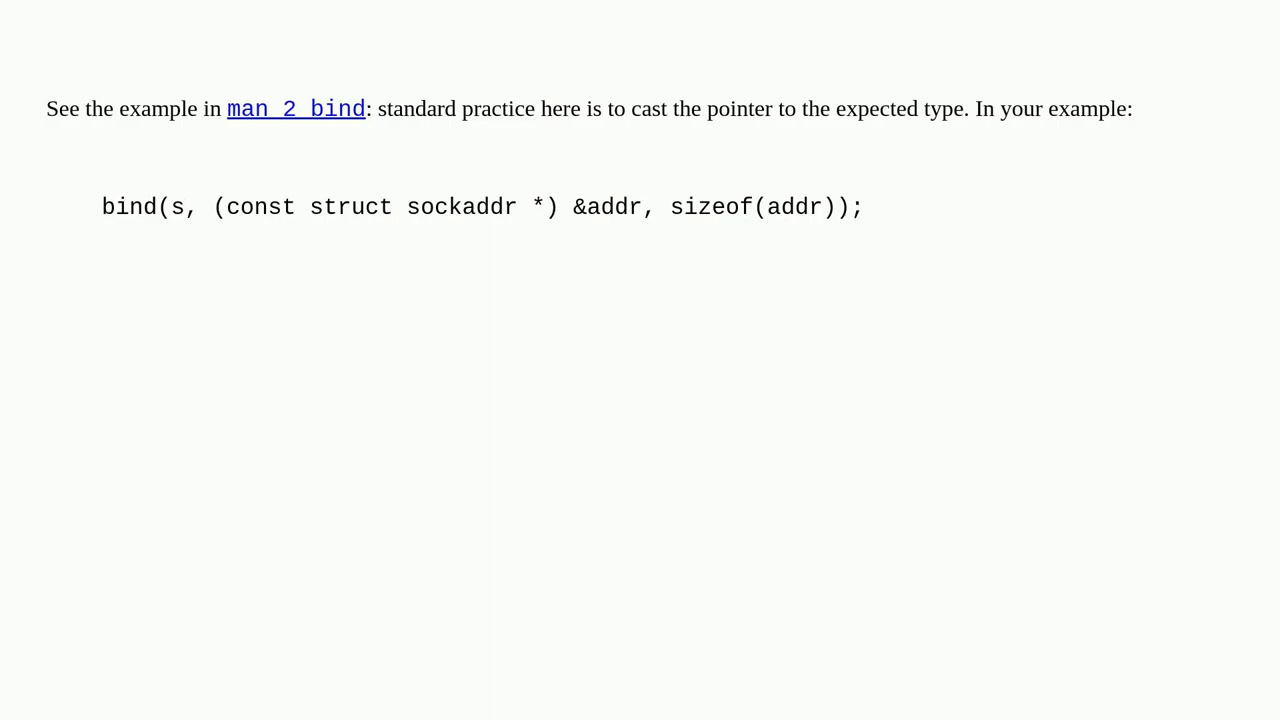 See the example in man 2 bind: standard practice here is to cast the pointer to the expected type. In your example:
bind(s, (const struct sockaddr *) &addr, sizeof(addr));